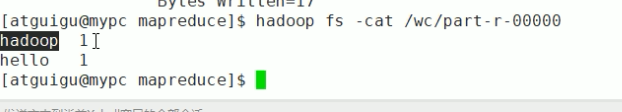 Bytes Written=17
[atguigu@mypc mapreduce]$ hadoop fs -cat /wc/part-r-00000
hadoop 1
hello 1
[atguigu@mypc mapreduce]$